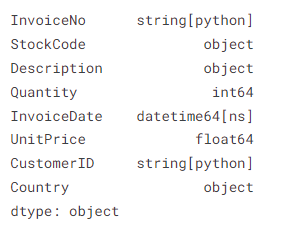 InvoiceNo string[python]
StockCode object
Description object
Quantity int64
InvoiceDate datetime64[ns]
UnitPrice float64
CustomerID string[python]
Country object
dtype: object